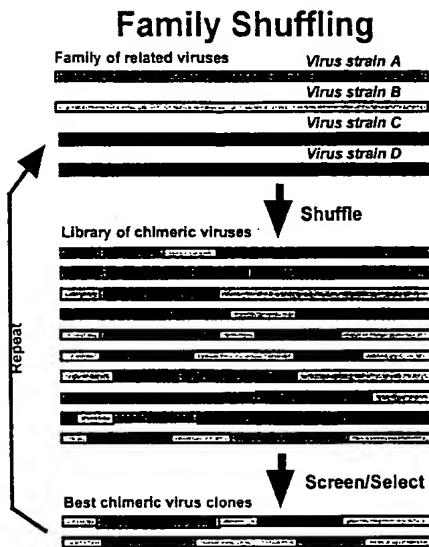 Family Shuffling
Family of related viruses
Virus strain A
Virus strain B
Virus strain C
Virus strain D
Shuffle
Library of chimeric viruses
Repeat
Screen/Select
Best chimeric virus clones